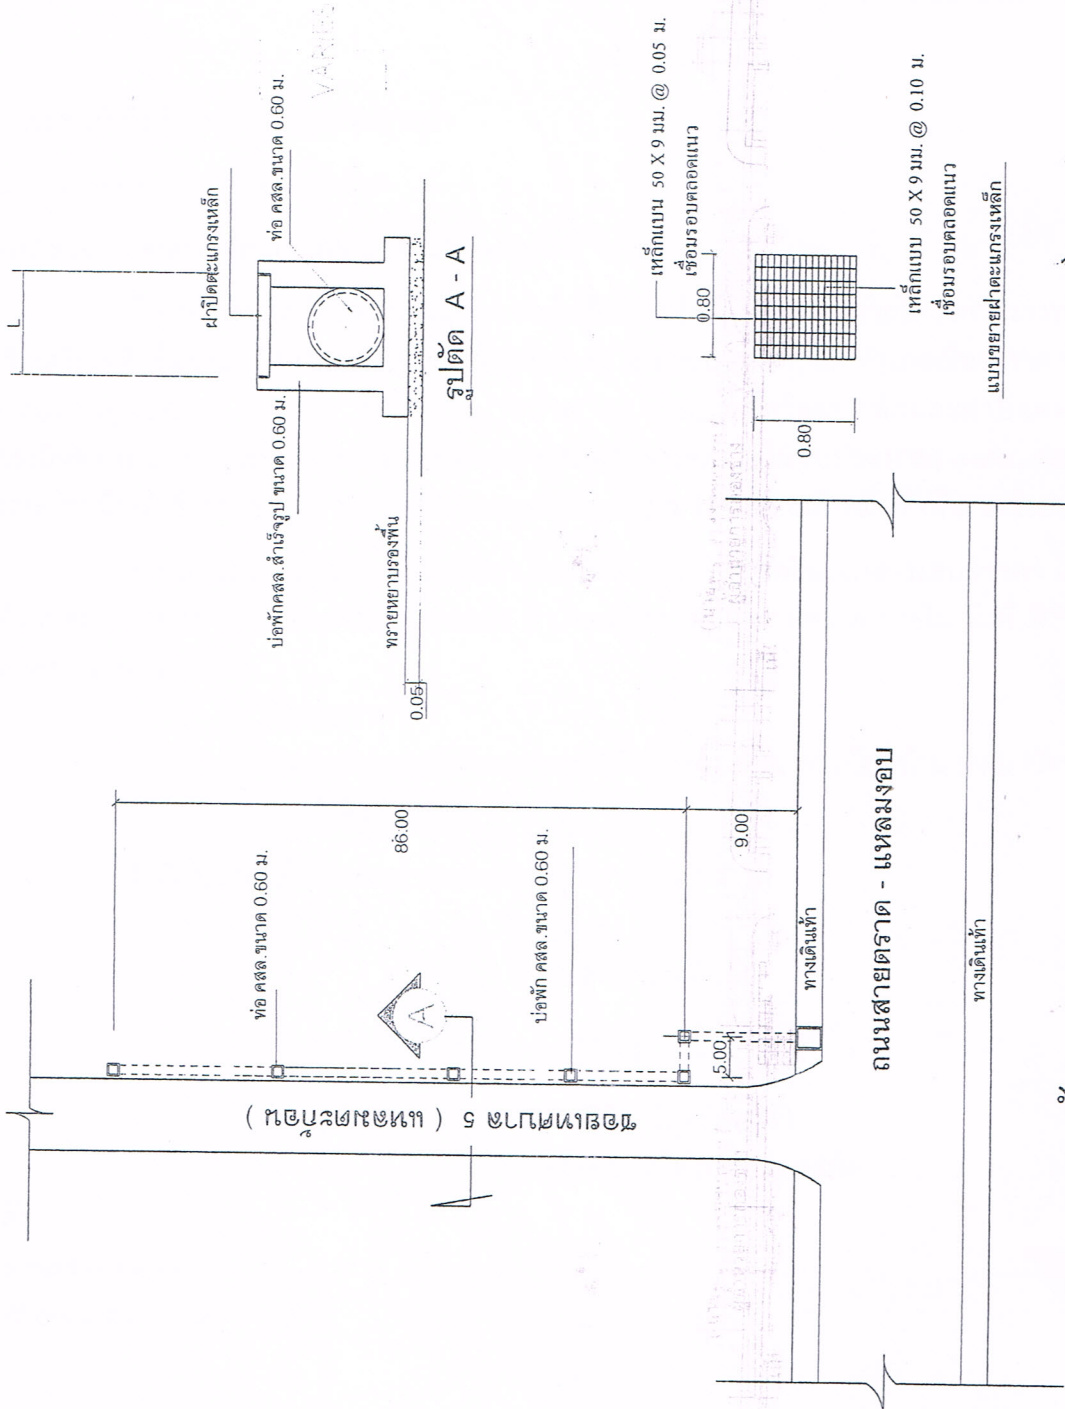 L
ฝาปิดตะแกรงเหล็ก
ท่อ คสล.ขนาด 0.60 ม.
VARIES
บ่อพักคสล.สำเร็จรูป ขนาด 0.60 ม.
ทรายหยาบรองพื้น
0.05
รูปตัด A - A
เหล็กแบน 50 X 9 มม. @ 0.05 ม.
เชื่อมรอบตลอดแนว
0.80
0.80
เหล็กแบน 50 X 9 มม. @ 0.10 ม.
เชื่อมรอบตลอดแนว
แบบขยายฝาตะแกรงเหล็ก
86.00
9.00
ท่อ คสล.ขนาด 0.60 ม.
A
บ่อพัก คสล.ขนาด 0.60 ม.
5.00
ซอยเทศบาล 5 ( แหลมตะก้อน )
ทางเดินเท้า
ถนนสายตราด - แหลมงอบ
ทางเดินเท้า